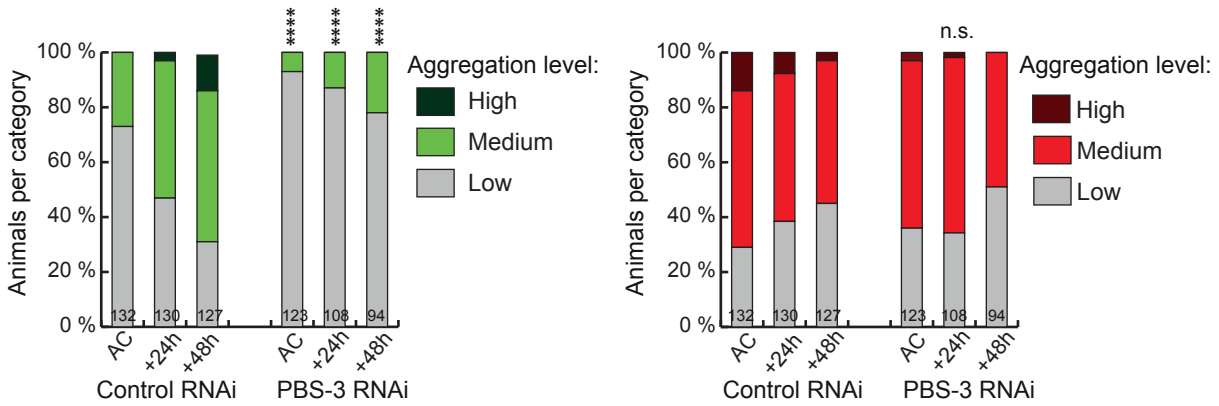 ****
****
****
100 %
80 %
60 %
40 %
20 %
0 %
Animals per category
132
130
127
123
108
94
AC
+24h
+48h
AC
+24h
+48h
Control RNAi
PBS-3 RNAi
Aggregation level:
High
Medium
Low
n.s.
100 %
80 %
60 %
40 %
20 %
0 %
Animals per category
132
130
127
123
108
94
AC
+24h
+48h
AC
+24h
+48h
Control RNAi
PBS-3 RNAi
Aggregation level:
High
Medium
Low